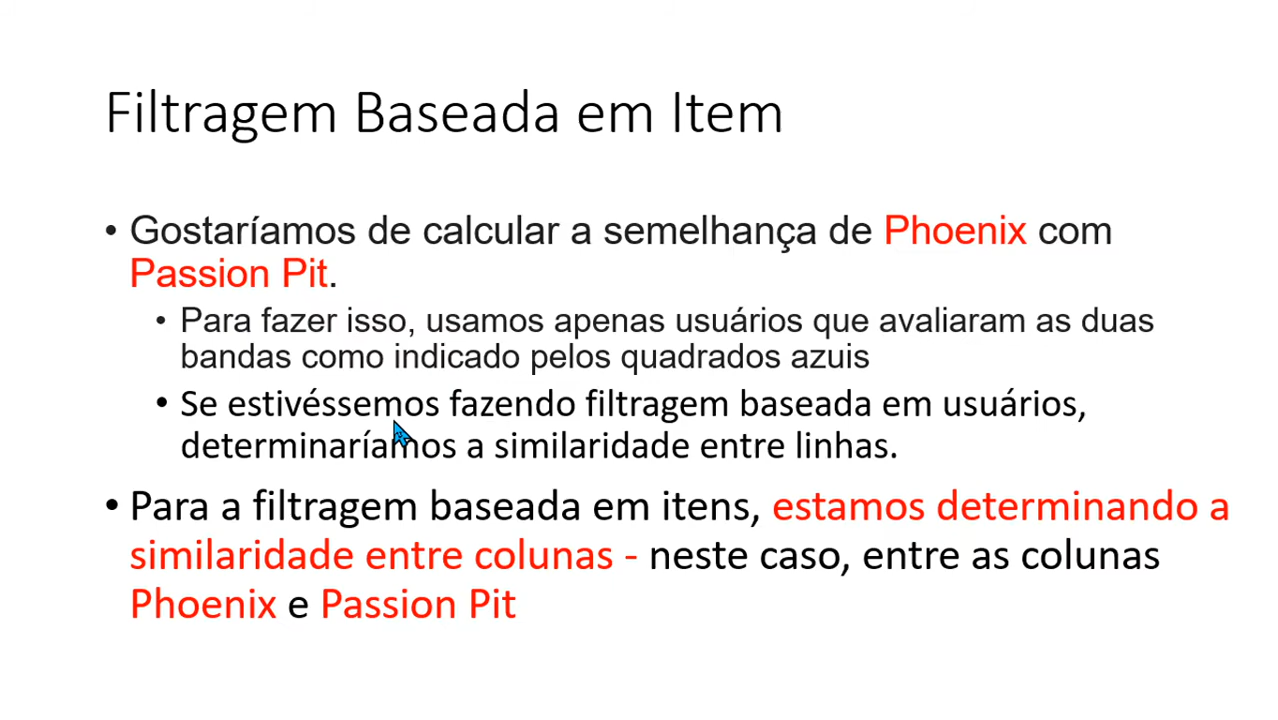 Filtragem Baseada em Item
• Gostaríamos de calcular a semelhança de Phoenix com
Passion Pit.
• Para fazer isso, usamos apenas usuários que avaliaram as duas
bandas como indicado pelos quadrados azuis
• Se estivéssemos fazendo filtragem baseada em usuários,
determinaríamos a similaridade entre linhas.
• Para a filtragem baseada em itens, estamos determinando a
similaridade entre colunas - neste caso, entre as colunas
Phoenix e Passion Pit